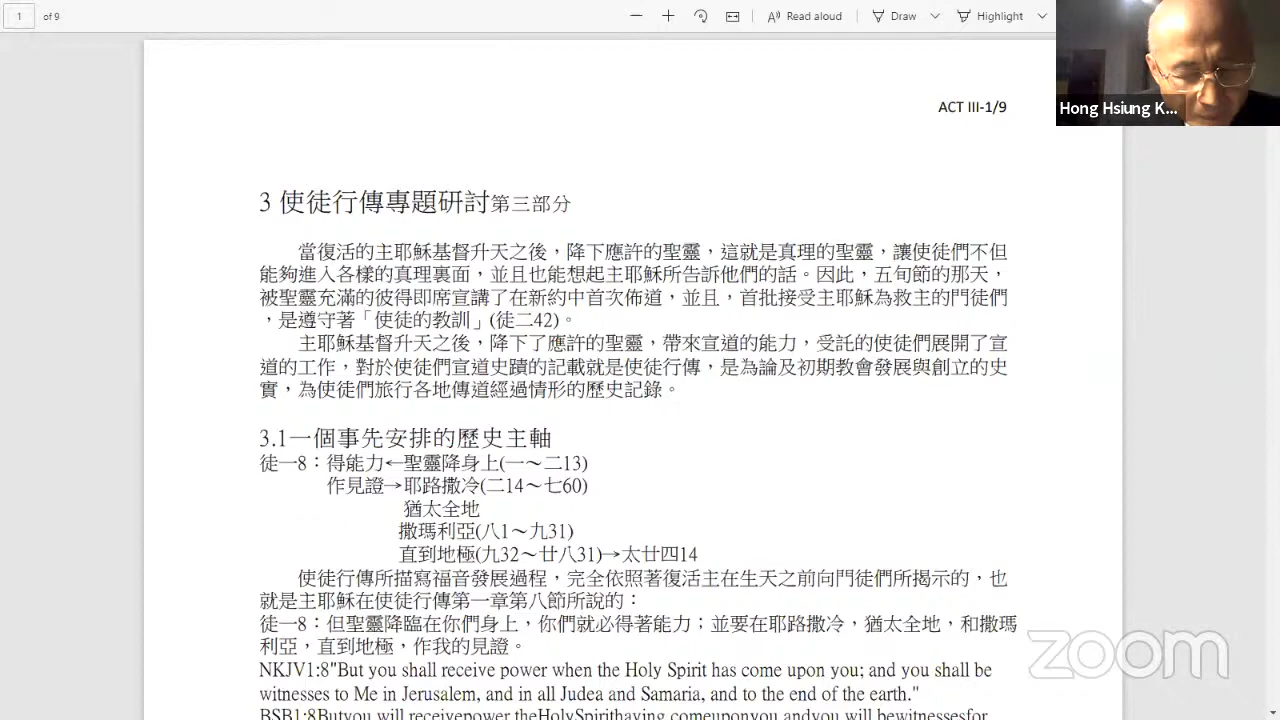 1 of 9 Read aloud Draw Highlight
Hong Hsiung K...
ACT III-1/9
3 使徒行傳專題研討第三部分
當復活的主耶穌基督升天之後，降下應許的聖靈，這就是真理的聖靈，讓使徒們不但
能夠進入各樣的真理裏面，並且也能想起主耶穌所告訴他們的話。因此，五旬節的那天，
被聖靈充滿的彼得即席宣講了在新約中首次佈道，並且，首批接受主耶穌為救主的門徒們
，是遵守著「使徒的教訓」(徒二42)。
主耶穌基督升天之後，降下了應許的聖靈，帶來宣道的能力，受託的使徒們展開了宣
道的工作，對於使徒們宣道史蹟的記載就是使徒行傳，是為論及初期教會發展與創立的史
實，為使徒們旅行各地傳道經過情形的歷史記錄。
3.1一個事先安排的歷史主軸
徒一8：得能力←聖靈降身上(一～二13)
作見證→耶路撒冷(二14～七60)
猶太全地
撒瑪利亞(八1～九31)
直到地極(九32～廿八31)→太廿四14
使徒行傳所描寫福音發展過程，完全依照著復活主在生天之前向門徒們所揭示的，也
就是主耶穌在使徒行傳第一章第八節所說的：
徒一8：但聖靈降臨在你們身上，你們就必得著能力；並要在耶路撒冷，猶太全地，和撒瑪
利亞，直到地極，作我的見證。
NKJV1:8"But you shall receive power when the Holy Spirit has come upon you; and you shall be
witnesses to Me in Jerusalem, and in all Judea and Samaria, and to the end of the earth."
BSB1:8Butyou will receivepower theHolySpirithaving comeuponyou andyou will bewitnessesfor
zoom